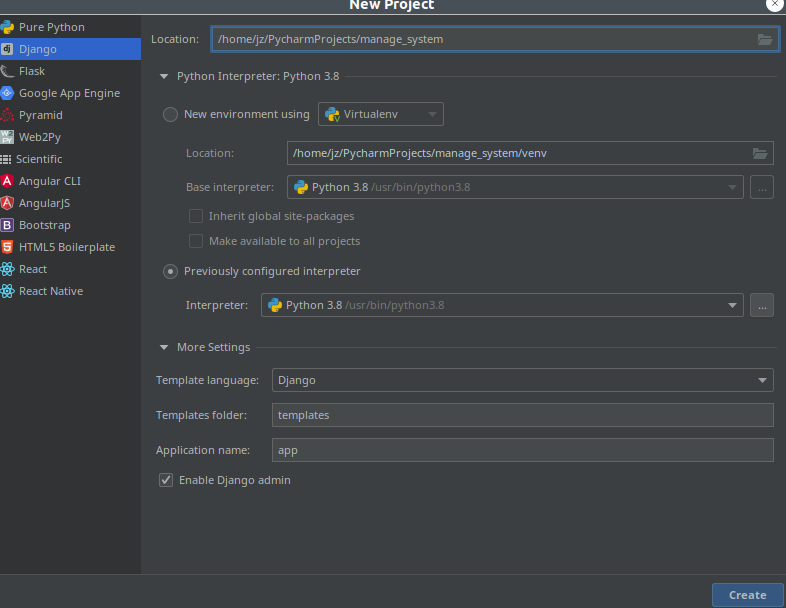 New Project
Pure Python
Django
Flask
Google App Engine
Pyramid
Web2Py
Scientific
Angular CLI
AngularJS
Bootstrap
HTML5 Boilerplate
React
React Native
Location: /home/jz/PycharmProjects/manage_system
Python Interpreter: Python 3.8
New environment using Virtualenv
Location: /home/jz/PycharmProjects/manage_system/venv
Base interpreter: Python 3.8 /usr/bin/python3.8 ...
Inherit global site-packages
Make available to all projects
Previously configured interpreter
Interpreter: Python 3.8 /usr/bin/python3.8 ...
More Settings
Template language: Django
Templates folder: templates
Application name: app
Enable Django admin
Create